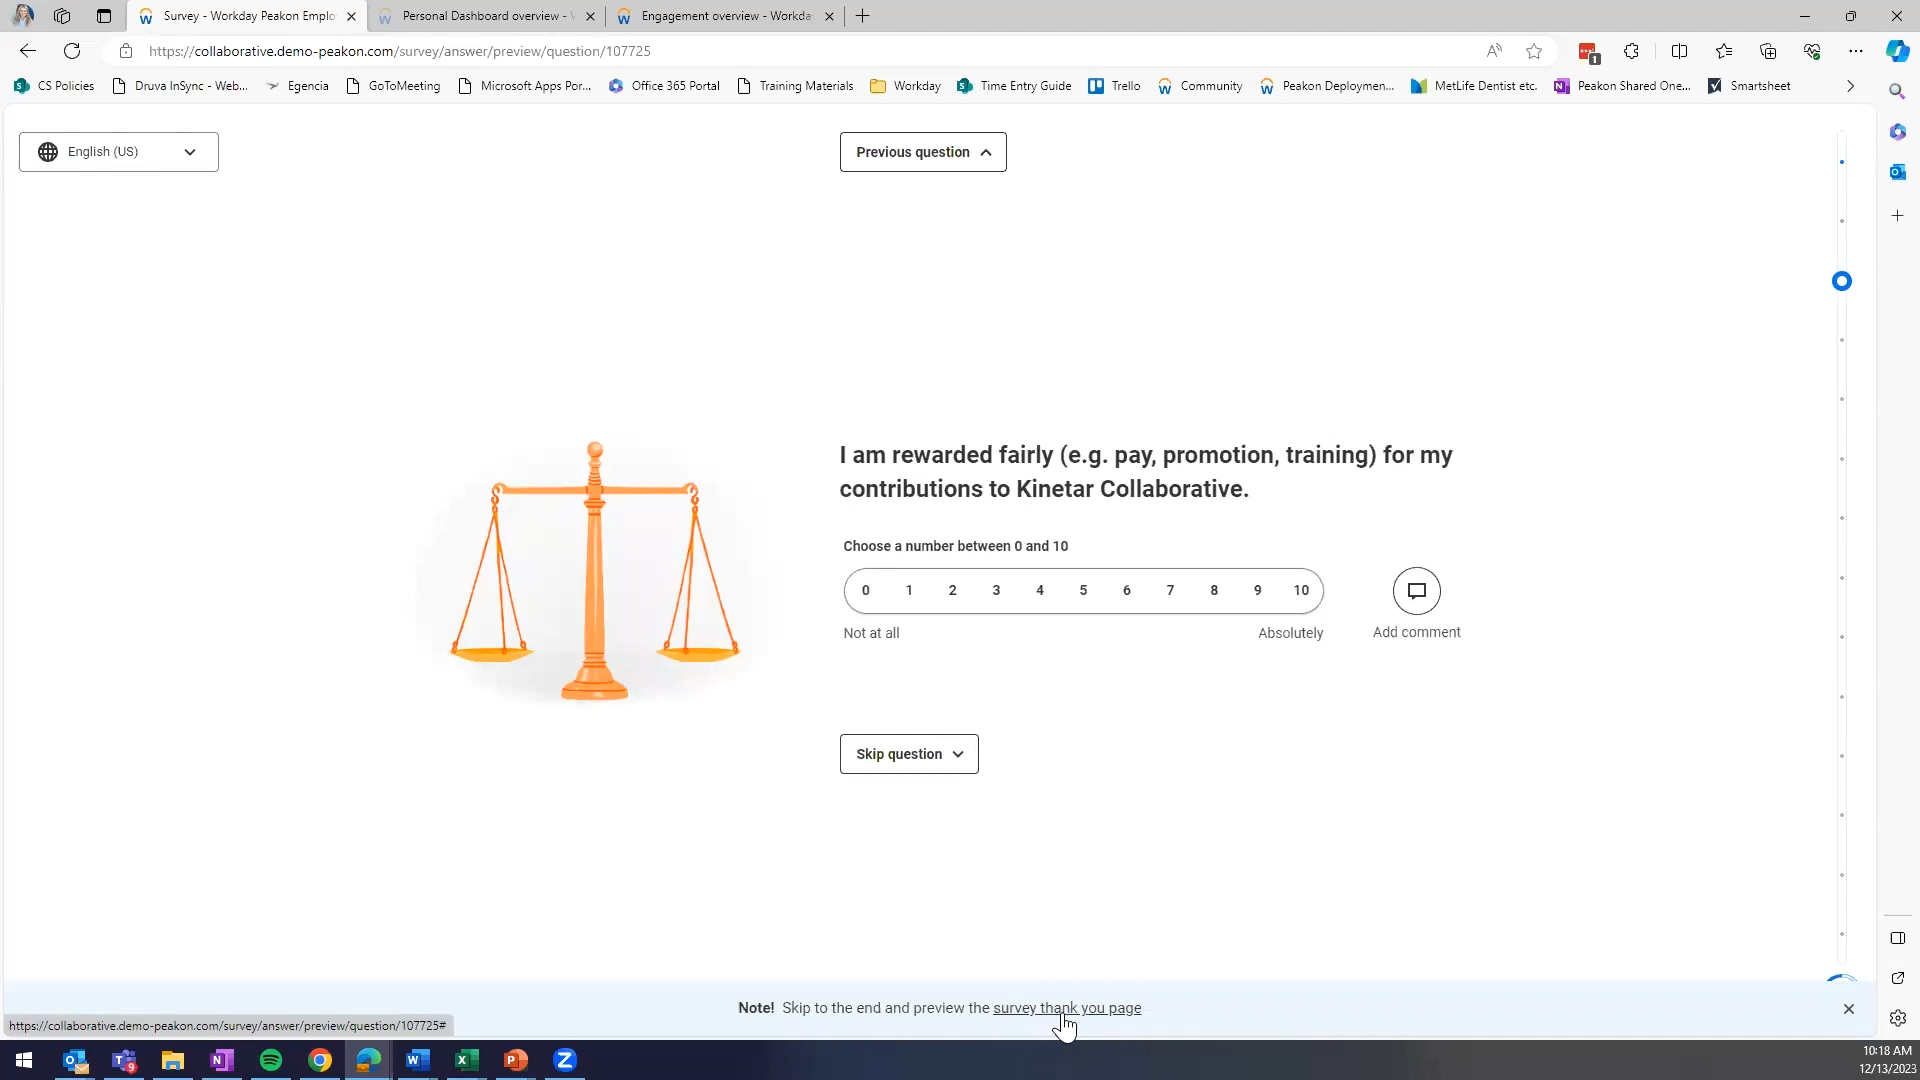 Survey - Workday Peakon Emplo
Personal Dashboard overview -
Engagement overview - Workda
https://collaborative.demo-peakon.com/survey/answer/preview/question/107725
1
CS Policies
Druva InSync - Web...
Egencia
GoToMeeting
Microsoft Apps Por...
Office 365 Portal
Training Materials
Workday
Time Entry Guide
Trello
Community
Peakon Deploymen...
MetLife Dentist etc.
Peakon Shared One...
Smartsheet
English (US)
Previous question
I am rewarded fairly (e.g. pay, promotion, training) for my
contributions to Kinetar Collaborative.
Choose a number between 0 and 10
0 1 2 3 4 5 6 7 8 9 10
Not at all
Absolutely
Add comment
Skip question
Note! Skip to the end and preview the survey thank you page
https://collaborative.demo-peakon.com/survey/answer/preview/question/107725#
10:18 AM
12/13/2023